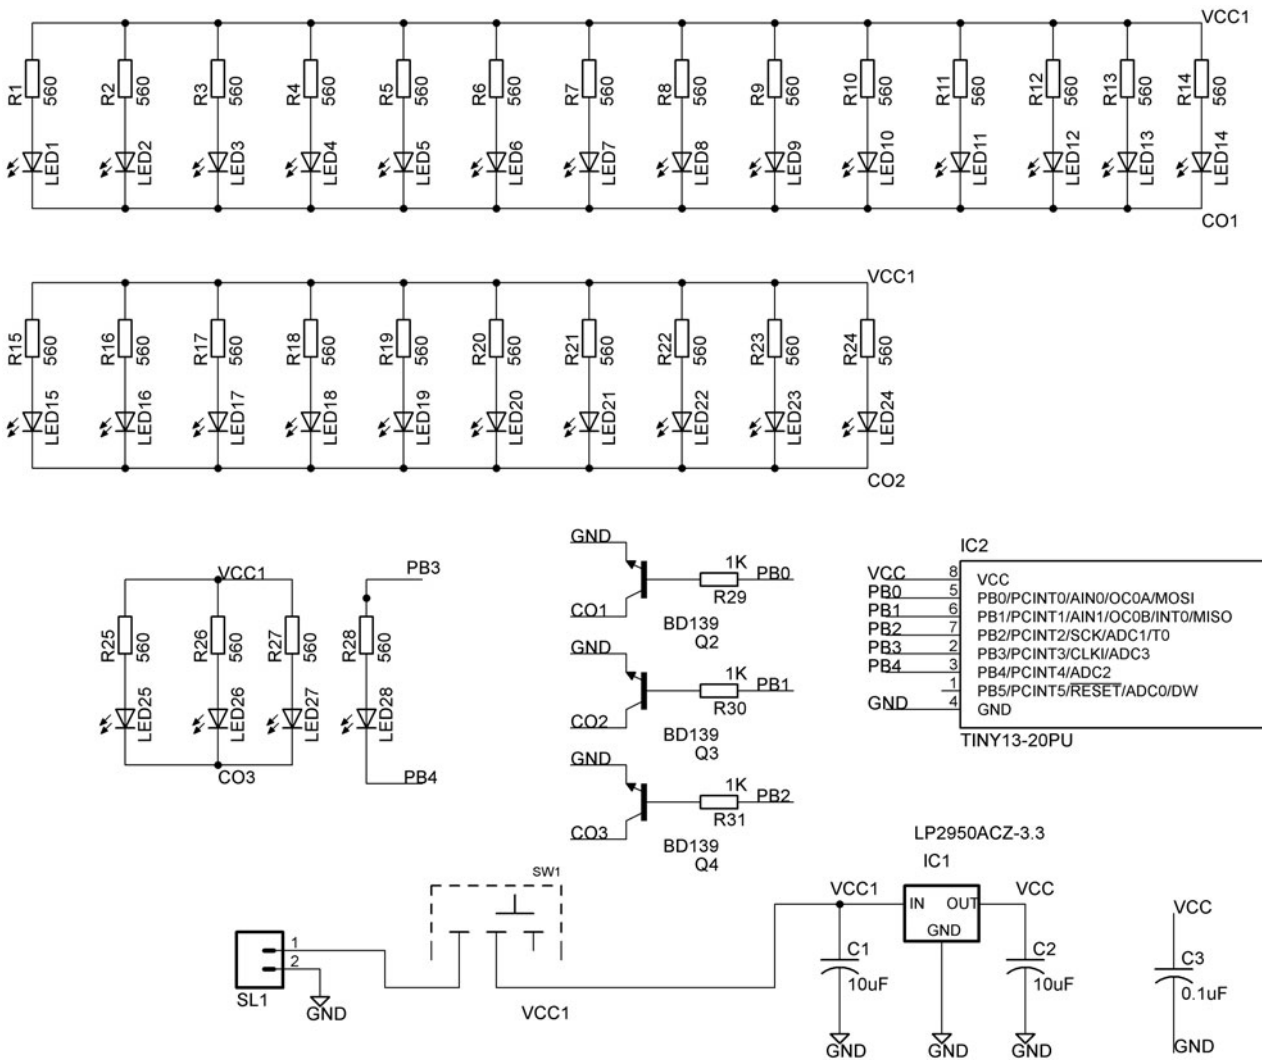 VCC1
R1
560
R2
560
R3
560
R4
560
R5
560
R6
560
R7
560
R8
560
R9
560
R10
560
R11
560
R12
560
R13
560
R14
560
LED1
LED2
LED3
LED4
LED5
LED6
LED7
LED8
LED9
LED10
LED11
LED12
LED13
LED14
CO1
VCC1
R15
560
R16
560
R17
560
R18
560
R19
560
R20
560
R21
560
R22
560
R23
560
R24
560
LED15
LED16
LED17
LED18
LED19
LED20
LED21
LED22
LED23
LED24
CO2
VCC1
PB3
R25
560
R26
560
R27
560
R28
560
LED25
LED26
LED27
LED28
CO3
PB4
GND
1K
PB0
R29
CO1
BD139
Q2
GND
1K
PB1
R30
CO2
BD139
Q3
GND
1K
PB2
R31
CO3
BD139
Q4
IC2
VCC 8 VCC
PB0 5 PB0/PCINT0/AIN0/OC0A/MOSI
PB1 6 PB1/PCINT1/AIN1/OC0B/INT0/MISO
PB2 7 PB2/PCINT2/SCK/ADC1/T0
PB3 2 PB3/PCINT3/CLKI/ADC3
PB4 3 PB4/PCINT4/ADC2
1 PB5/PCINT5/RESET/ADC0/DW
GND 4 GND
TINY13-20PU
SW1
1
2
SL1
GND
VCC1
LP2950ACZ-3.3
IC1
VCC1
IN OUT
GND
VCC
C1
10uF
C2
10uF
GND
GND
GND
VCC
C3
0.1uF
GND